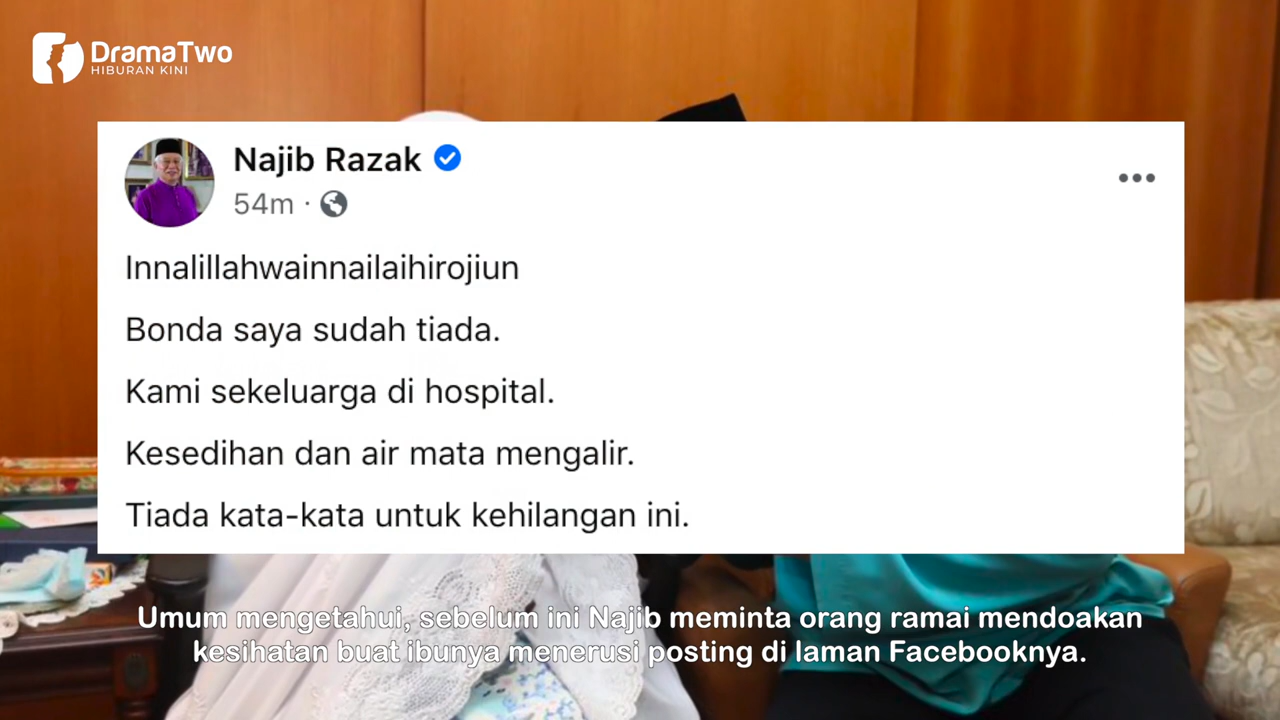 DramaTwo
HIBURAN KINI
Najib Razak
54m ·
Innalillahwainnailaihirojiun
Bonda saya sudah tiada.
Kami sekeluarga di hospital.
Kesedihan dan air mata mengalir.
Tiada kata-kata untuk kehilangan ini.
Umum mengetahui, sebelum ini Najib meminta orang ramai mendoakan
kesihatan buat ibunya menerusi posting di laman Facebooknya.